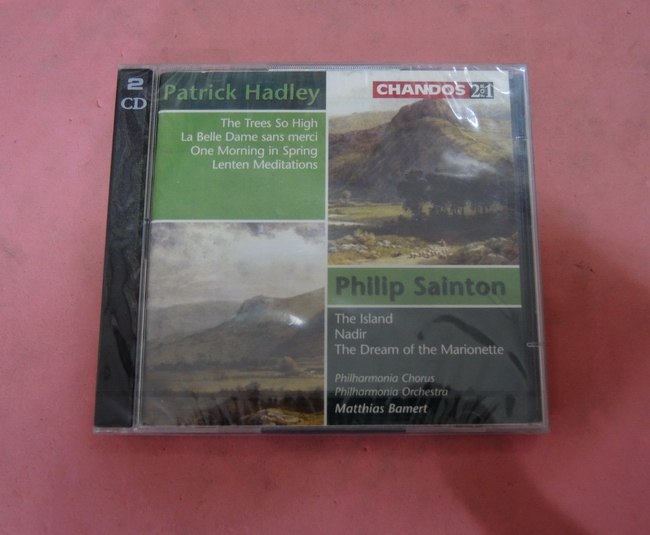 2
CD
Patrick Hadley
The Trees So High
La Belle Dame sans merci
One Morning in Spring
Lenten Meditations
CHANDOS 2 for 1
Philip Sainton
The Island
Nadir
The Dream of the Marionette
Philharmonia Chorus
Philharmonia Orchestra
Matthias Bamert